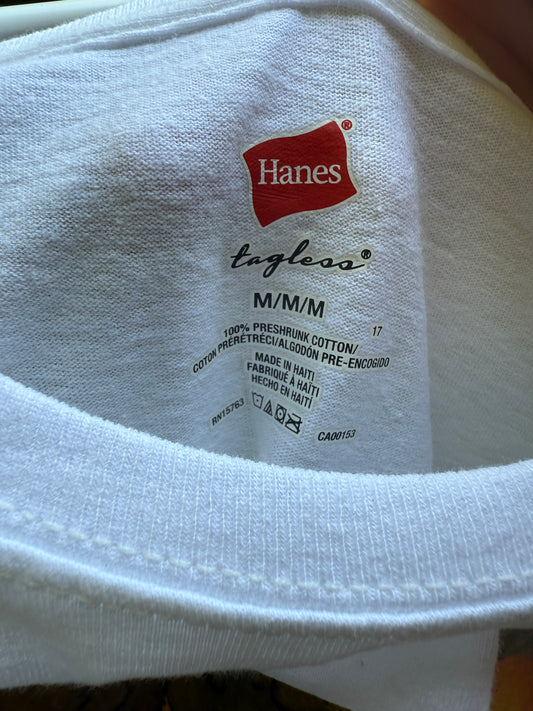 Hanes®
tagless®
M/M/M
17
100% PRESHRUNK COTTON/
COTON PRÉRÉTRÉCI/ALGODÓN PRE-ENCOGIDO
MADE IN HAITI
FABRIQUÉ À HAÏTI
HECHO EN HAITÍ
RN15763
CA00153